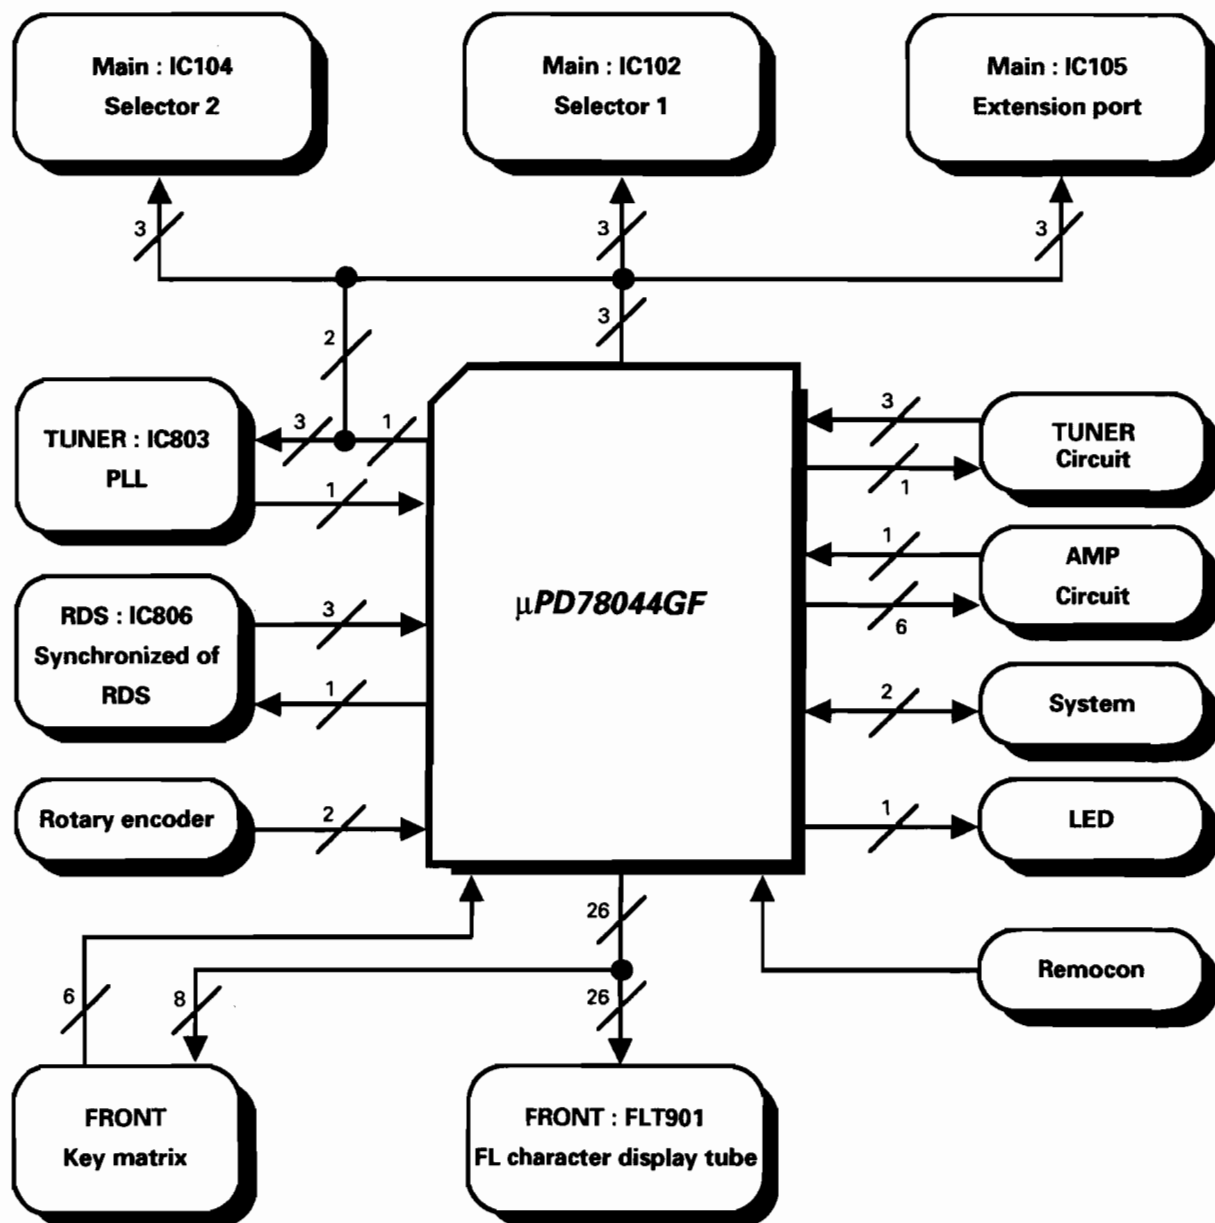 Main : IC104
Selector 2
Main : IC102
Selector 1
Main : IC105
Extension port
3
3
3
3
2
TUNER : IC803
PLL
3
1
1
μPD78044GF
3
1
TUNER
Circuit
1
6
AMP
Circuit
RDS : IC806
Synchronized of
RDS
3
1
2
System
Rotary encoder
2
1
LED
26
Remocon
6
8
26
FRONT
Key matrix
FRONT : FLT901
FL character display tube